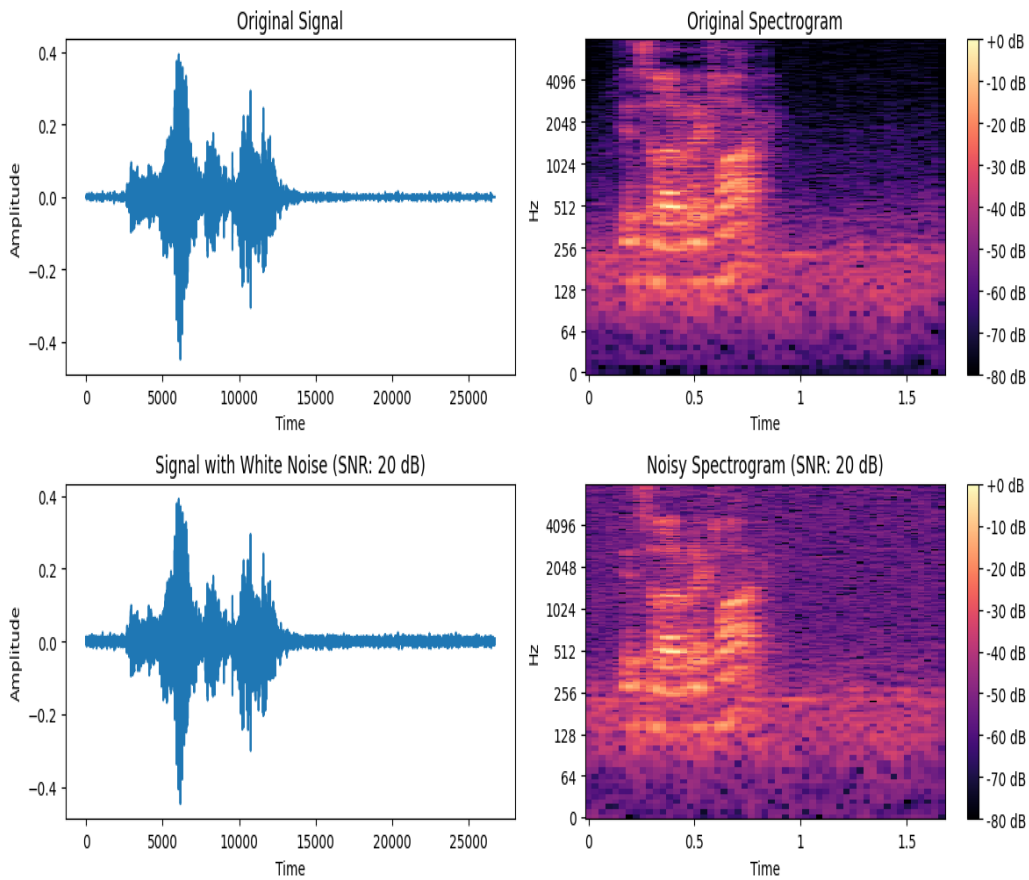 Original Signal
Original Spectrogram
0.4
0.2
0.0
−0.2
−0.4
Amplitude
0
5000
10000
15000
20000
25000
Time
4096
2048
1024
512
256
128
64
0
Hz
0
0.5
1
1.5
Time
+0 dB
-10 dB
-20 dB
-30 dB
-40 dB
-50 dB
-60 dB
-70 dB
-80 dB
Signal with White Noise (SNR: 20 dB)
Noisy Spectrogram (SNR: 20 dB)
0.4
0.2
0.0
−0.2
−0.4
Amplitude
0
5000
10000
15000
20000
25000
Time
4096
2048
1024
512
256
128
64
0
Hz
0
0.5
1
1.5
Time
+0 dB
-10 dB
-20 dB
-30 dB
-40 dB
-50 dB
-60 dB
-70 dB
-80 dB